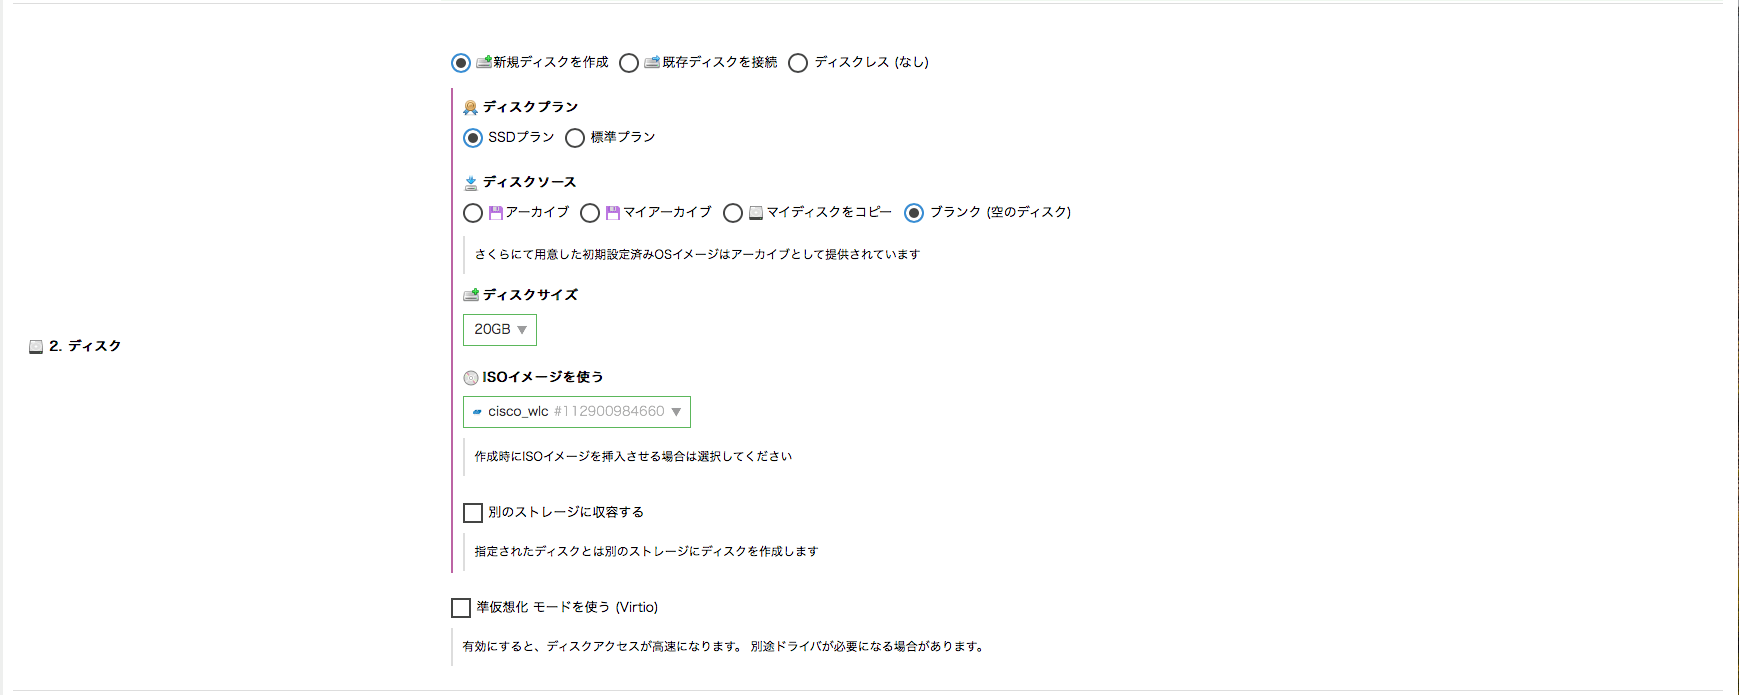 新規ディスクを作成 既存ディスクを接続 ディスクレス (なし)
ディスクプラン
SSDプラン 標準プラン
ディスクソース
アーカイブ マイアーカイブ マイディスクをコピー ブランク (空のディスク)
さくらにて用意した初期設定済みOSイメージはアーカイブとして提供されています
ディスクサイズ
20GB
2. ディスク
ISOイメージを使う
cisco_wlc #112900984660
作成時にISOイメージを挿入させる場合は選択してください
別のストレージに収容する
指定されたディスクとは別のストレージにディスクを作成します
準仮想化 モードを使う (Virtio)
有効にすると、ディスクアクセスが高速になります。 別途ドライバが必要になる場合があります。